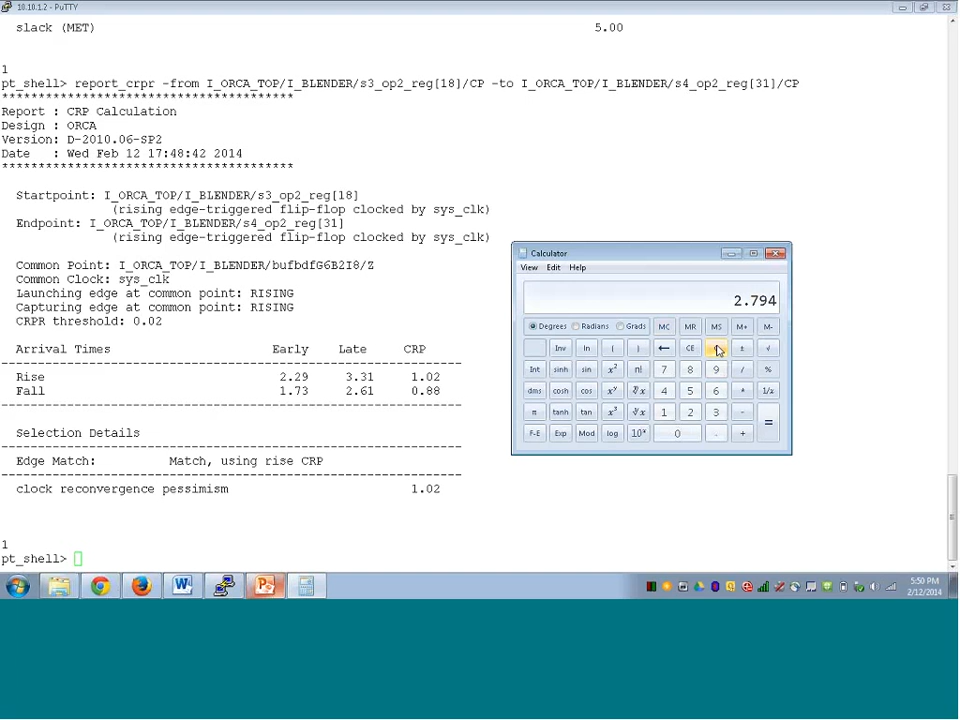 10.10.1.2 - PuTTY
slack (MET) 5.00
1
pt_shell> report_crpr -from I_ORCA_TOP/I_BLENDER/s3_op2_reg[18]/CP -to I_ORCA_TOP/I_BLENDER/s4_op2_reg[31]/CP
****************************************
Report : CRP Calculation
Design : ORCA
Version: D-2010.06-SP2
Date : Wed Feb 12 17:48:42 2014
****************************************
Startpoint: I_ORCA_TOP/I_BLENDER/s3_op2_reg[18]
(rising edge-triggered flip-flop clocked by sys_clk)
Endpoint: I_ORCA_TOP/I_BLENDER/s4_op2_reg[31]
(rising edge-triggered flip-flop clocked by sys_clk)
Common Point: I_ORCA_TOP/I_BLENDER/bufbdfG6B2I8/Z
Common Clock: sys_clk
Launching edge at common point: RISING
Capturing edge at common point: RISING
CRPR threshold: 0.02
Arrival Times Early Late CRP
---------------------------------------------------------------
Rise 2.29 3.31 1.02
Fall 1.73 2.61 0.88
---------------------------------------------------------------
Selection Details
---------------------------------------------------------------
Edge Match: Match, using rise CRP
---------------------------------------------------------------
clock reconvergence pessimism 1.02
1
pt_shell>
Calculator
View Edit Help
2.794
Degrees Radians Grads MC MR MS M+ M-
Inv ln ( ) ← CE ± √
Int sinh sin x² n! 7 8 9 / %
dms cosh cos xʸ ʸ√x 4 5 6 * 1/x
π tanh tan x³ ³√x 1 2 3 - =
F-E Exp Mod log 10ˣ 0 . +
5:50 PM
2/12/2014